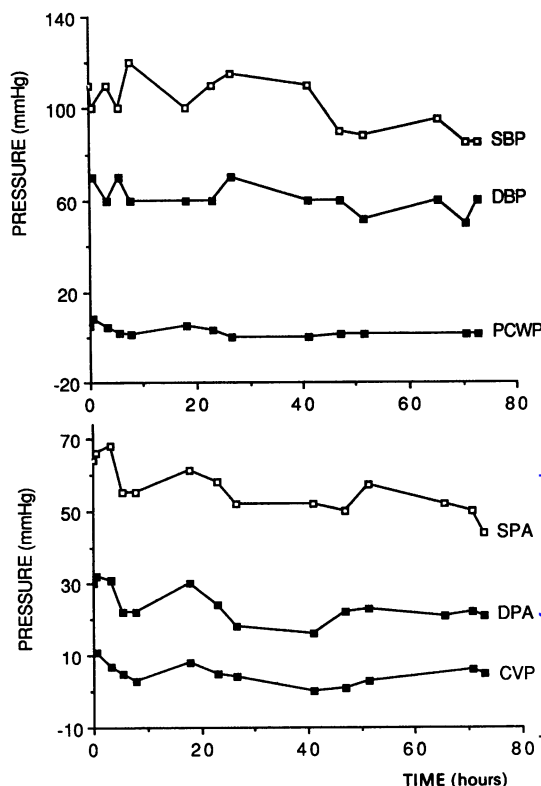 140
100
60
20
-20
PRESSURE (mmHg)
SBP
DBP
PCWP
0 20 40 60 80
70
50
30
10
-10
PRESSURE (mmHg)
SPA
DPA
CVP
0 20 40 60 80
TIME (hours)